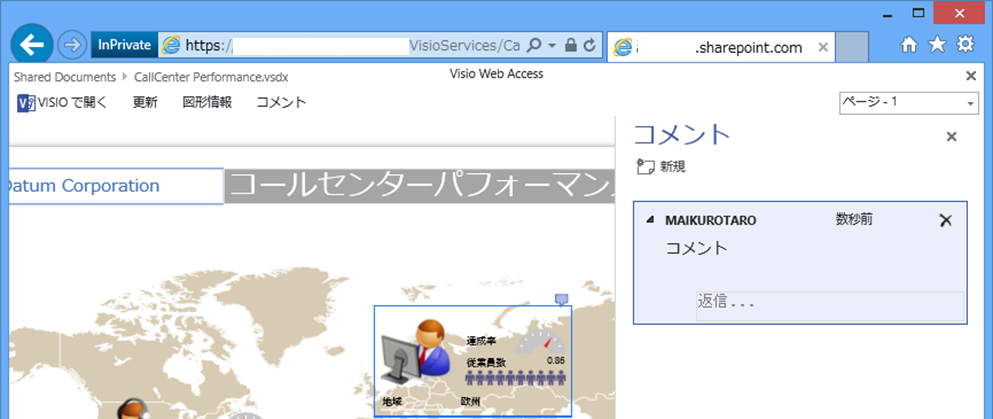 InPrivate https: VisioServices/Ca .sharepoint.com
Shared Documents CallCenter Performance.vsdx
Visio Web Access
VISIO で開く 更新 図形情報 コメント
ページ - 1
コメント
新規
Datum Corporation
コールセンターパフォーマン
MAIKUROTARO 数秒前
コメント
返信 . . .
達成率
従業員数 0.85
地域 欧州